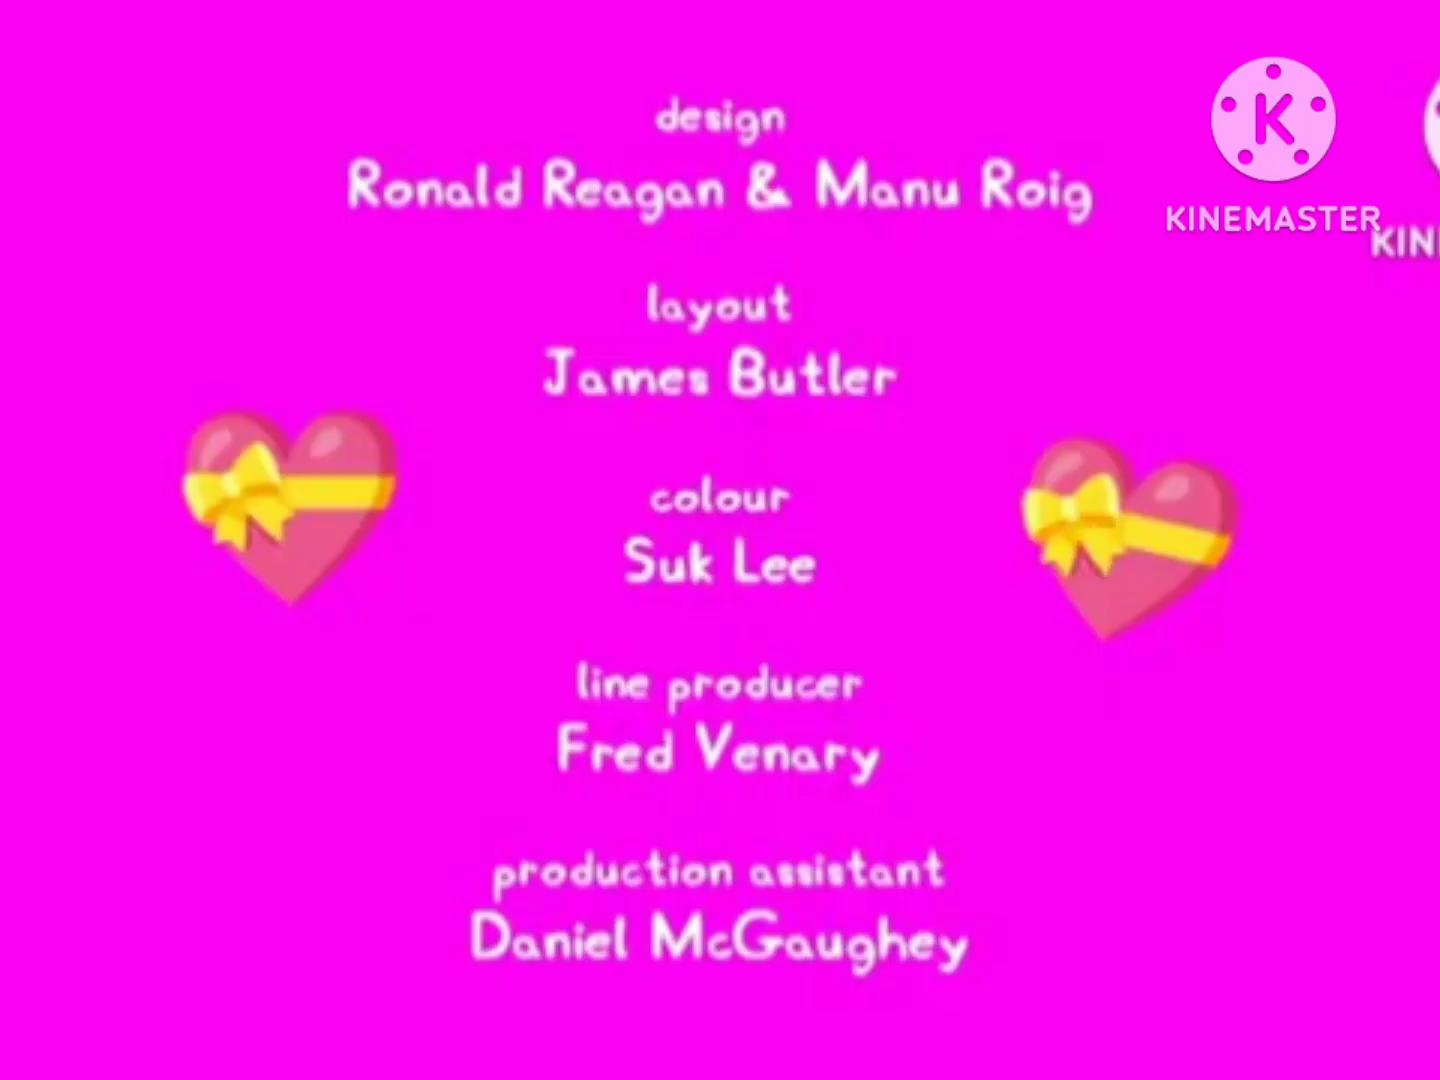 design
Ronald Reagan & Manu Roig
KINEMASTER
KIN
layout
James Butler
colour
Suk Lee
line producer
Fred Venary
production assistant
Daniel McGaughey